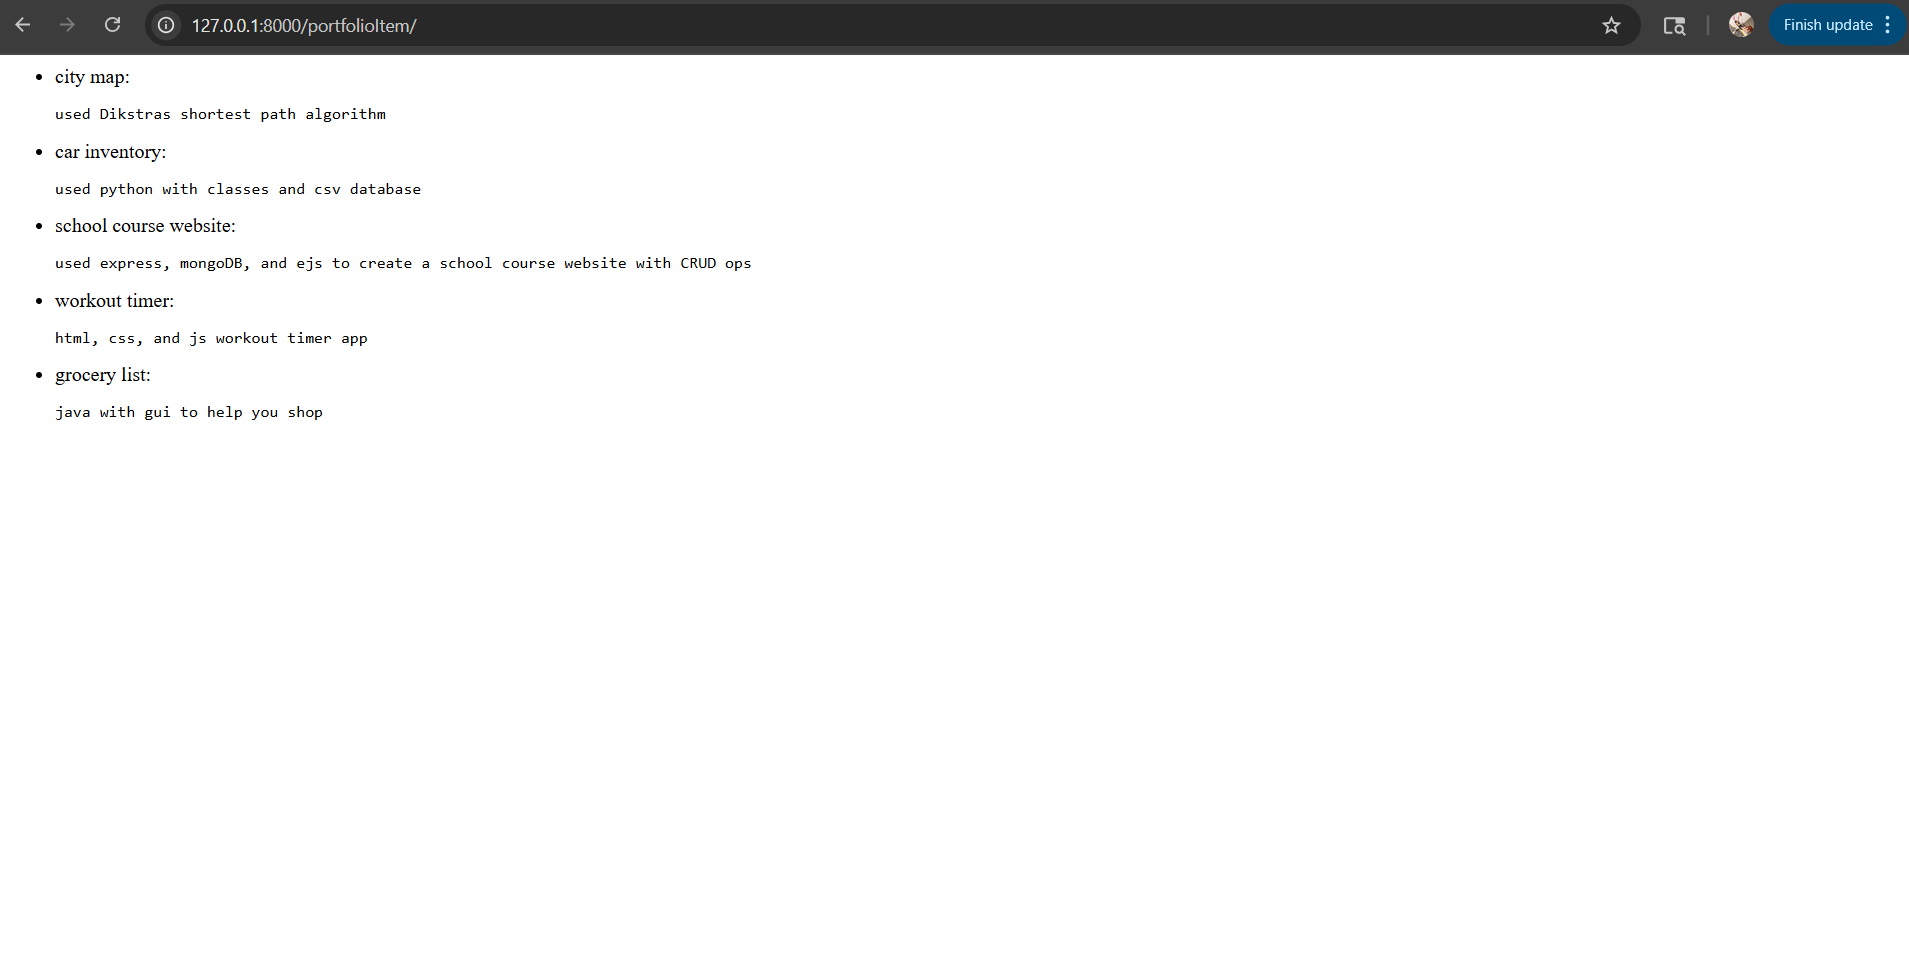 127.0.0.1:8000/portfolioItem/
Finish update
city map:
used Dikstras shortest path algorithm
car inventory:
used python with classes and csv database
school course website:
used express, mongoDB, and ejs to create a school course website with CRUD ops
workout timer:
html, css, and js workout timer app
grocery list:
java with gui to help you shop